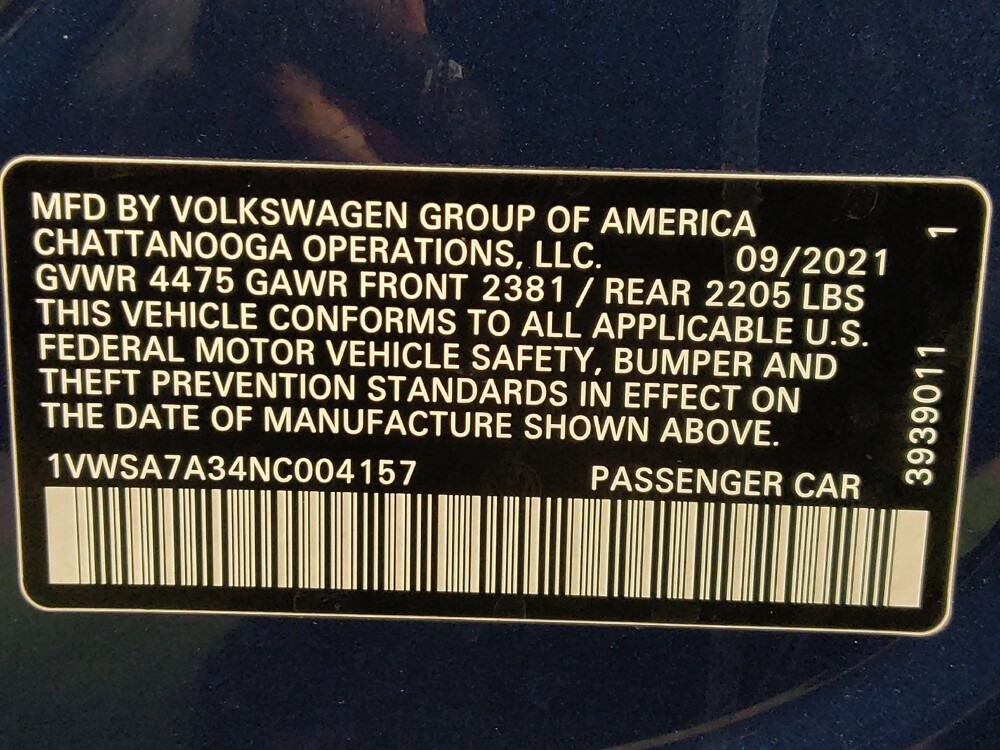 MFD BY VOLKSWAGEN GROUP OF AMERICA
CHATTANOOGA OPERATIONS, LLC. 09/2021
GVWR 4475 GAWR FRONT 2381 / REAR 2205 LBS
THIS VEHICLE CONFORMS TO ALL APPLICABLE U.S.
FEDERAL MOTOR VEHICLE SAFETY, BUMPER AND
THEFT PREVENTION STANDARDS IN EFFECT ON
THE DATE OF MANUFACTURE SHOWN ABOVE.
1VWSA7A34NC004157 PASSENGER CAR
3939011 1